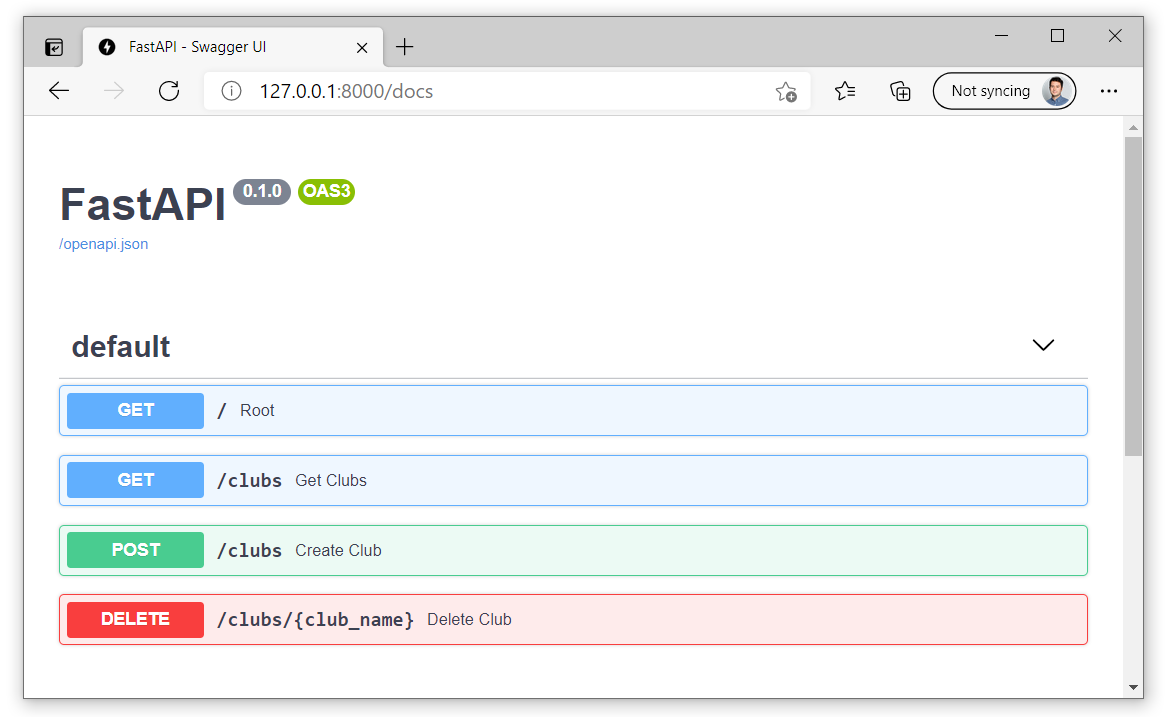 FastAPI - Swagger UI
127.0.0.1:8000/docs
Not syncing
FastAPI 0.1.0 OAS3
/openapi.json
default
GET / Root
GET /clubs Get Clubs
POST /clubs Create Club
DELETE /clubs/{club_name} Delete Club